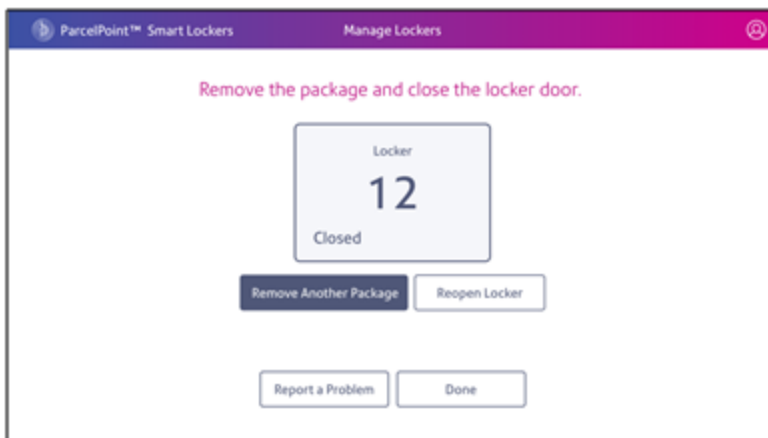 ParcelPoint™ Smart Lockers Manage Lockers
Remove the package and close the locker door.
Locker
12
Closed
Remove Another Package Reopen Locker
Report a Problem Done